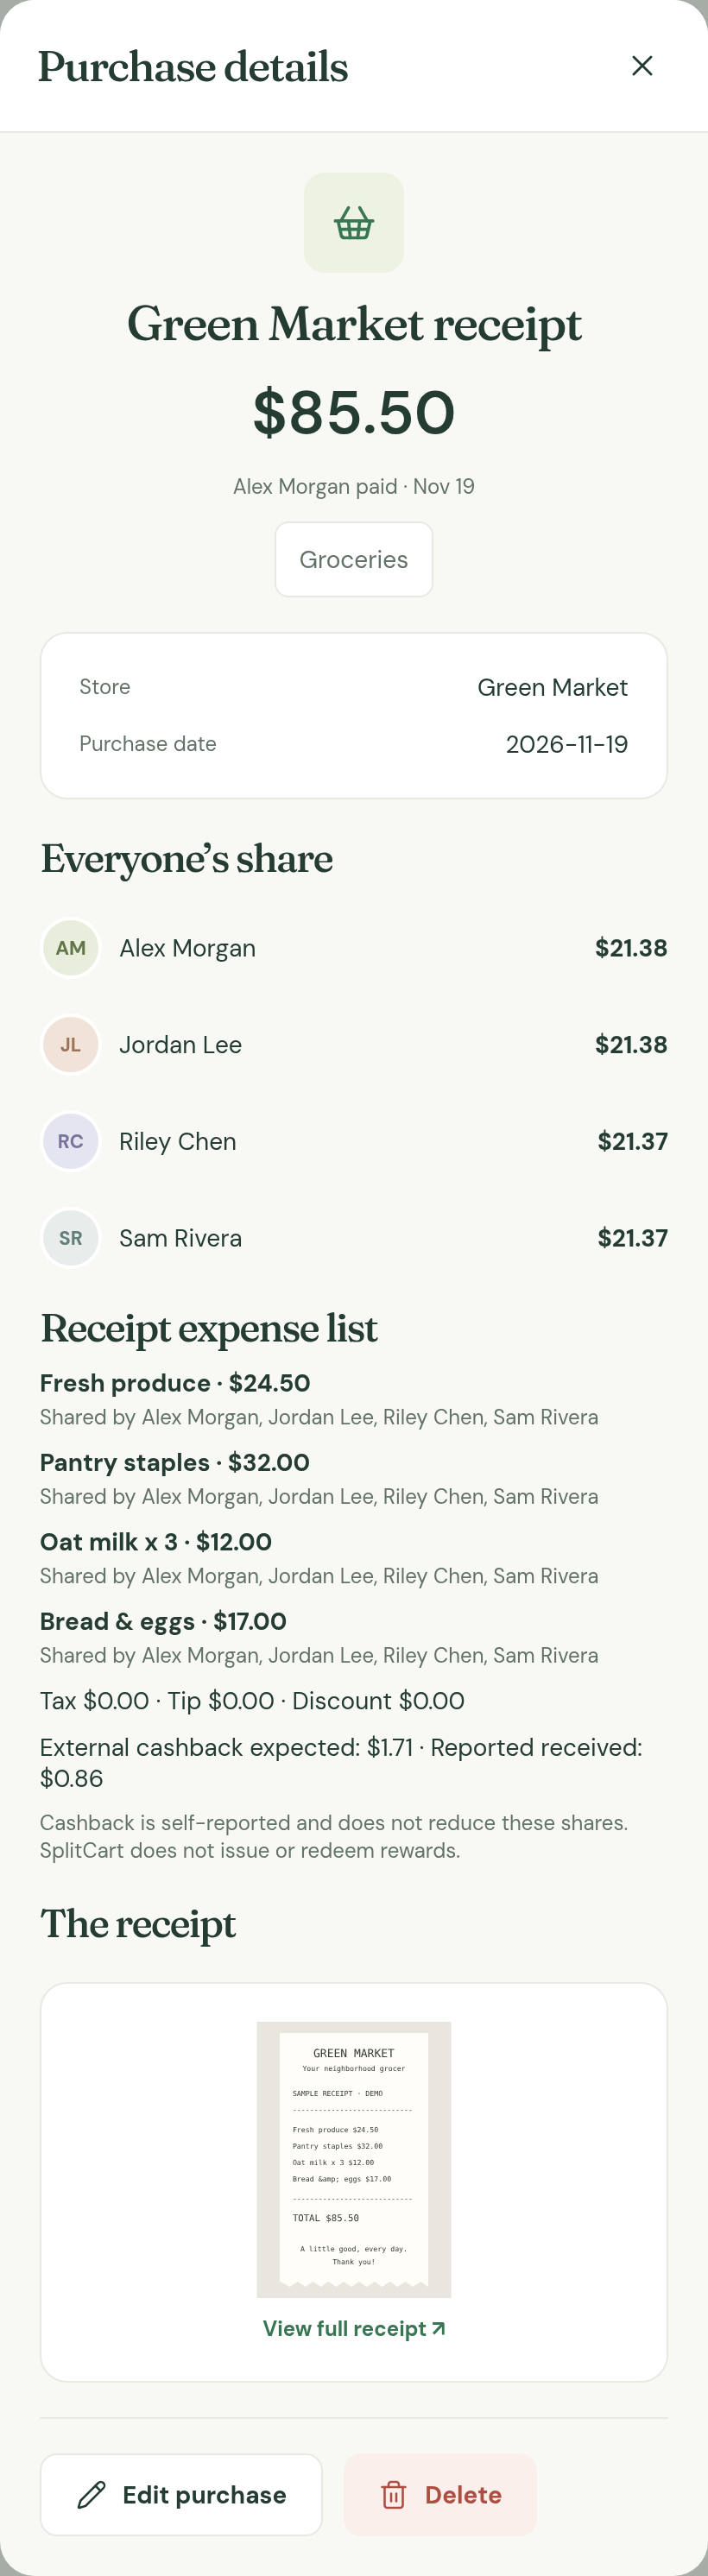 Purchase details
Green Market receipt
$85.50
Alex Morgan paid · Nov 19
Groceries
Store
Green Market
Purchase date
2026-11-19
Everyone’s share
AM
Alex Morgan
$21.38
JL
Jordan Lee
$21.38
RC
Riley Chen
$21.37
SR
Sam Rivera
$21.37
Receipt expense list
Fresh produce · $24.50
Shared by Alex Morgan, Jordan Lee, Riley Chen, Sam Rivera
Pantry staples · $32.00
Shared by Alex Morgan, Jordan Lee, Riley Chen, Sam Rivera
Oat milk x 3 · $12.00
Shared by Alex Morgan, Jordan Lee, Riley Chen, Sam Rivera
Bread & eggs · $17.00
Shared by Alex Morgan, Jordan Lee, Riley Chen, Sam Rivera
Tax $0.00 · Tip $0.00 · Discount $0.00
External cashback expected: $1.71 · Reported received:
$0.86
Cashback is self-reported and does not reduce these shares.
SplitCart does not issue or redeem rewards.
The receipt
GREEN MARKET
Your neighborhood grocer
SAMPLE RECEIPT · DEMO
----------------------------
Fresh produce $24.50
Pantry staples $32.00
Oat milk x 3 $12.00
Bread &amp; eggs $17.00
----------------------------
TOTAL $85.50
A little good, every day.
Thank you!
View full receipt
Edit purchase
Delete